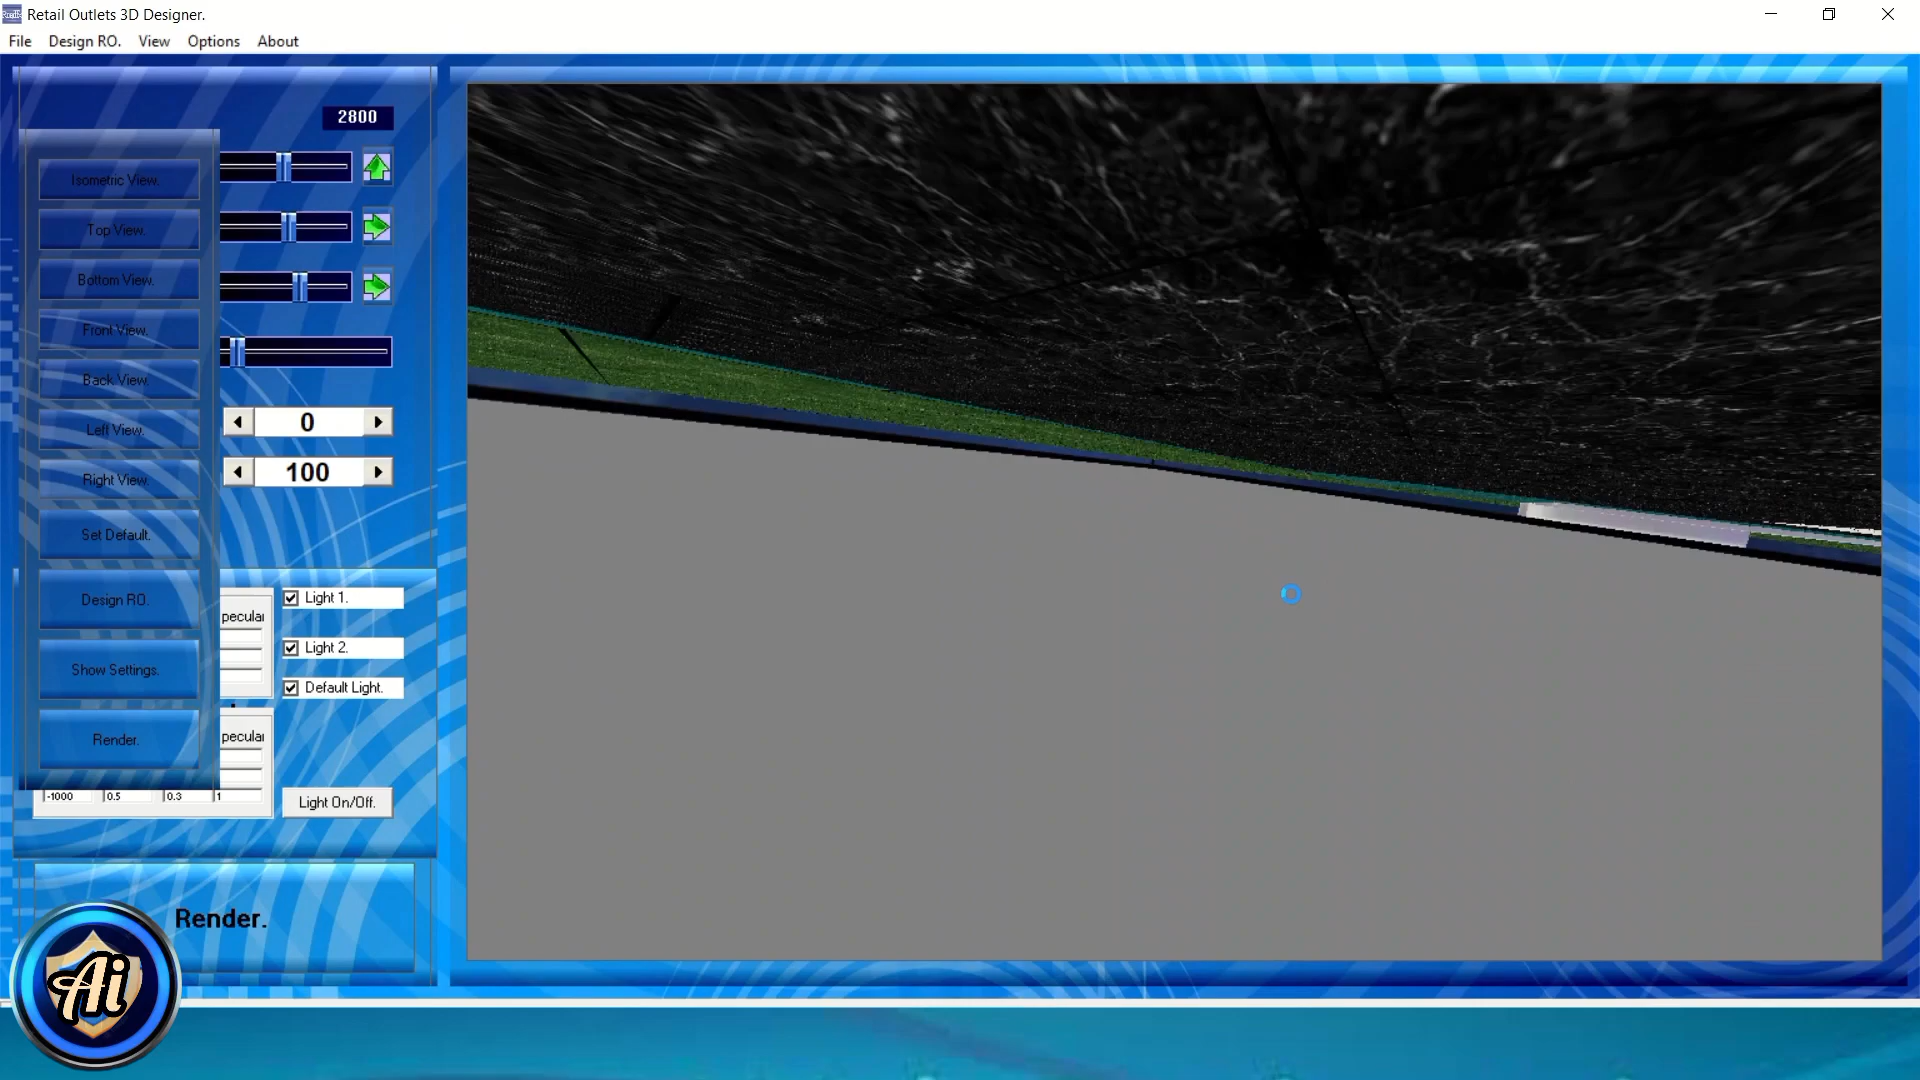 Retail Outlets 3D Designer.
File Design RO. View Options About
2800
Isometric View.
Top View.
Bottom View.
Front View.
Back View.
Left View.
0
Right View.
100
Set Default.
Design RO.
Light 1.
pecular
Show Settings.
Light 2.
Default Light.
Render.
pecular
-1000 0.5 0.3 1
Light On/Off.
Render.
Ai